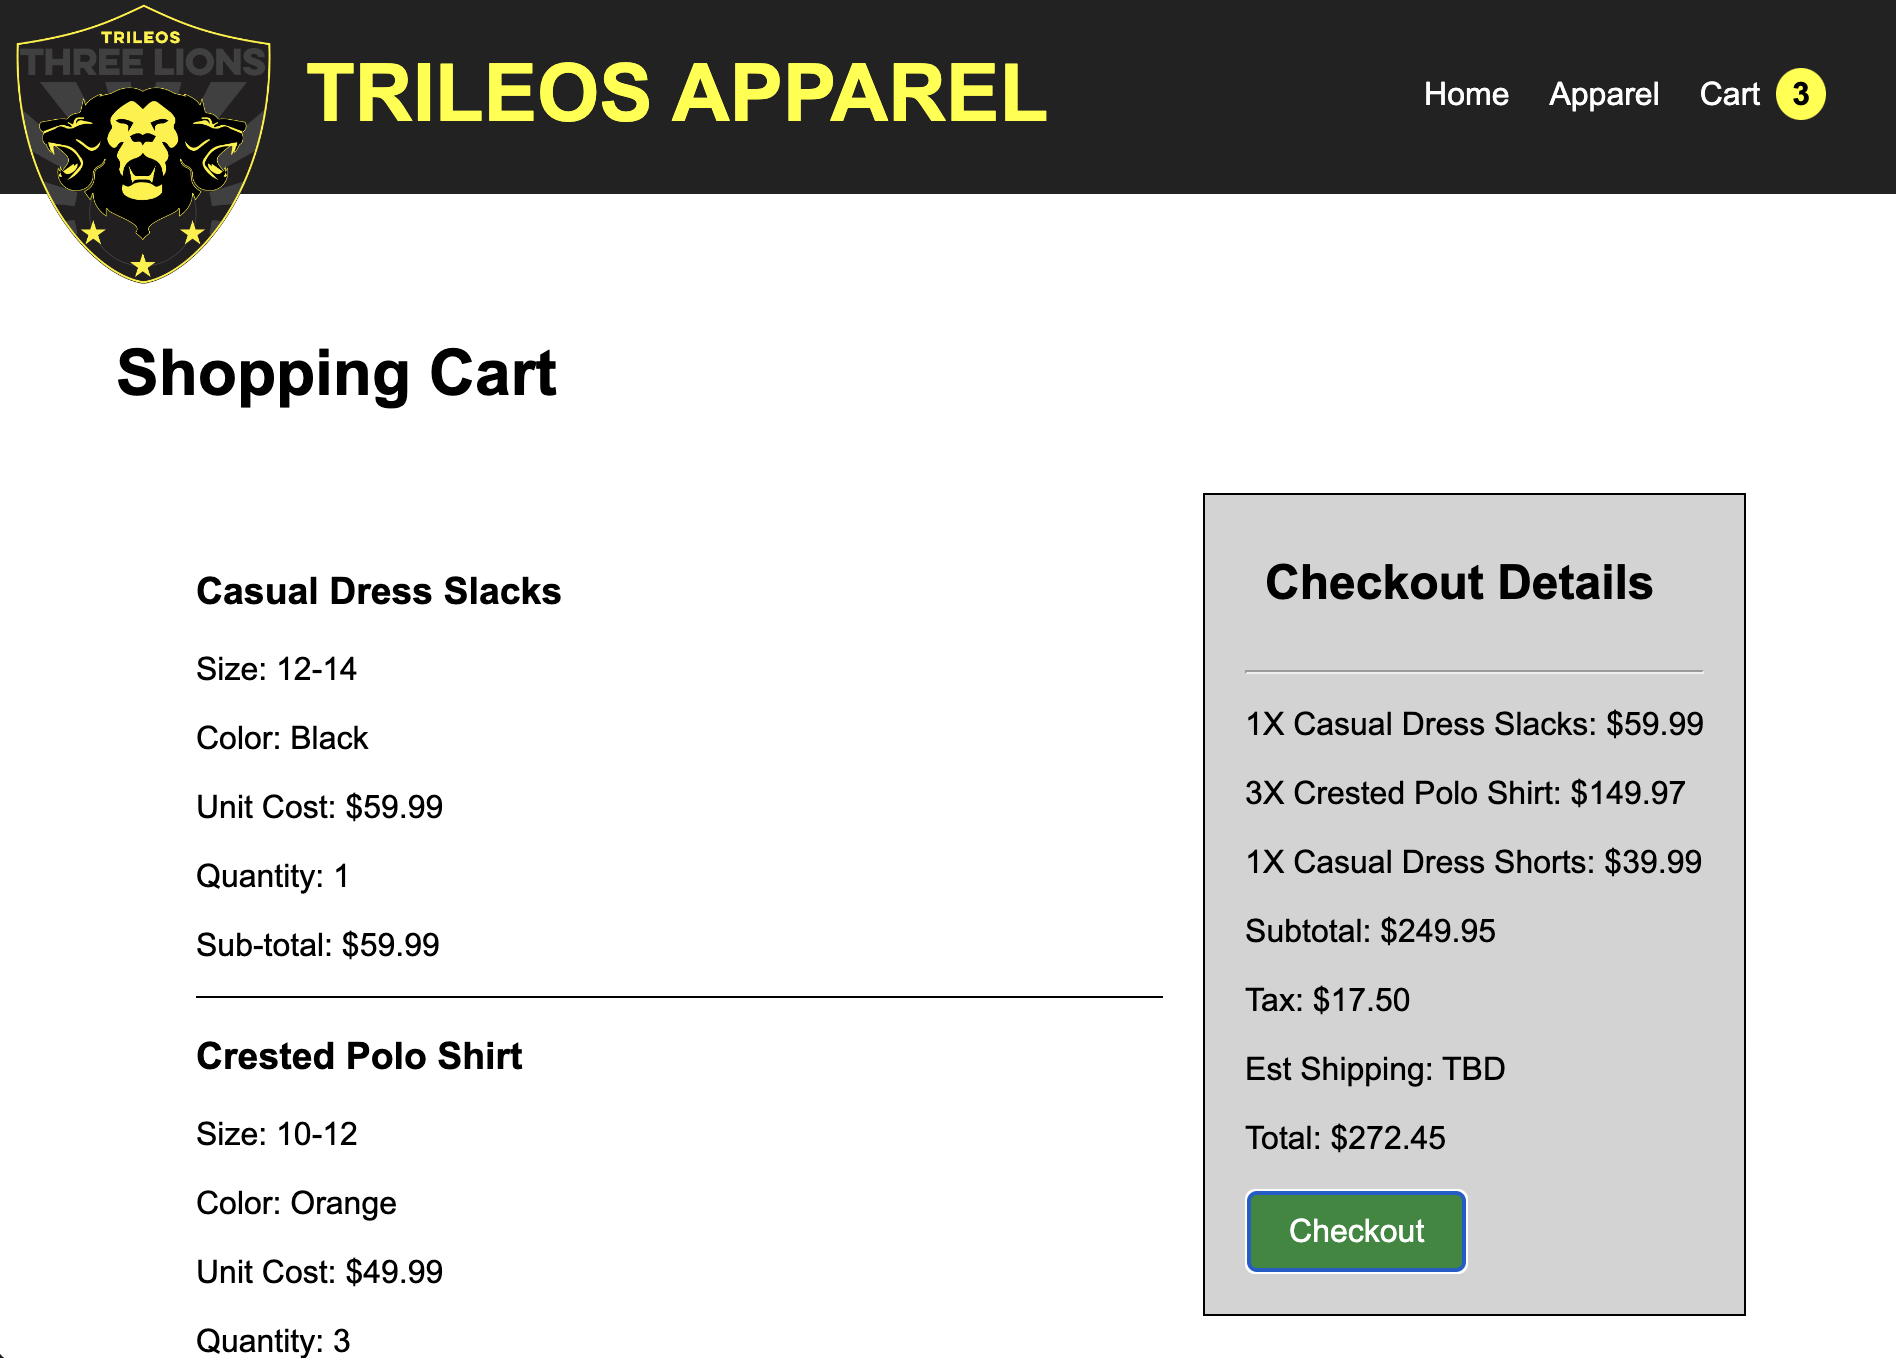 TRILEOS
THREE LIONS
TRILEOS APPAREL
Home Apparel Cart 3
Shopping Cart
Casual Dress Slacks
Size: 12-14
Color: Black
Unit Cost: $59.99
Quantity: 1
Sub-total: $59.99
Crested Polo Shirt
Size: 10-12
Color: Orange
Unit Cost: $49.99
Quantity: 3
Checkout Details
1X Casual Dress Slacks: $59.99
3X Crested Polo Shirt: $149.97
1X Casual Dress Shorts: $39.99
Subtotal: $249.95
Tax: $17.50
Est Shipping: TBD
Total: $272.45
Checkout